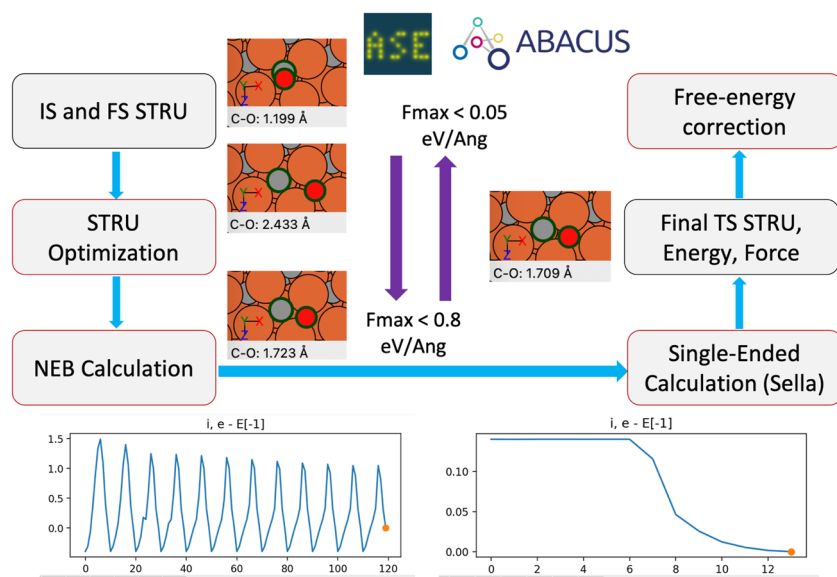 ASE
ABACUS
IS and FS STRU
C-O: 1.199 Å
Fmax < 0.05
eV/Ang
Free-energy
correction
STRU
Optimization
C-O: 2.433 Å
C-O: 1.709 Å
Final TS STRU,
Energy, Force
NEB Calculation
C-O: 1.723 Å
Fmax < 0.8
eV/Ang
Single-Ended
Calculation (Sella)
Y X
Z
Y X
Z
Y X
Z
Y X
Z
i, e - E[-1]
1.5
1.0
0.5
0.0
0 20 40 60 80 100 120
i, e - E[-1]
0.10
0.05
0.00
0 2 4 6 8 10 12